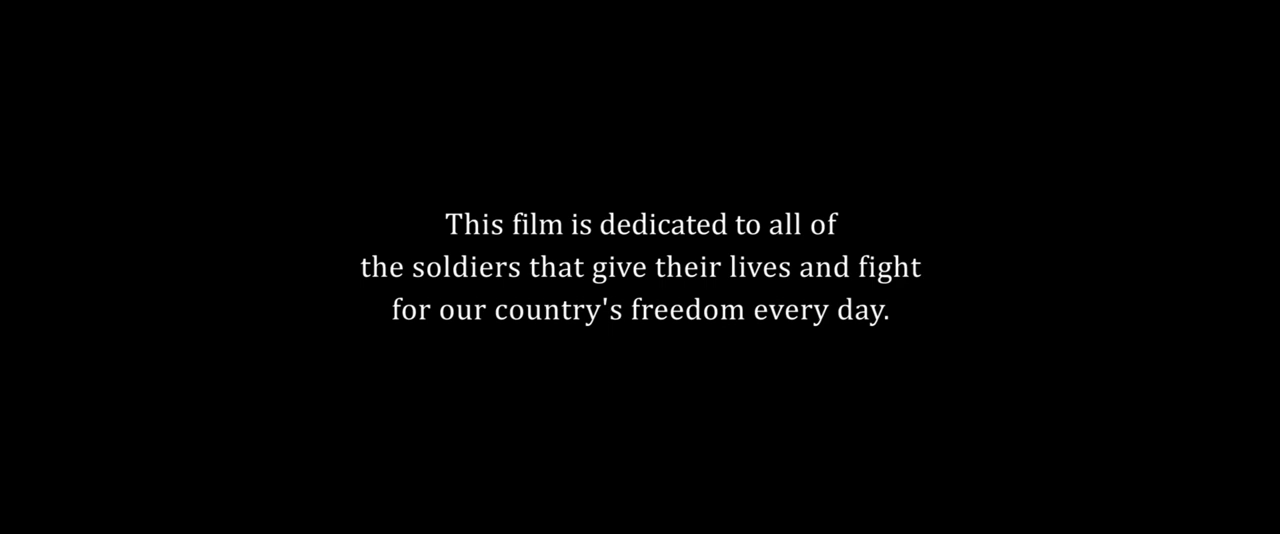 This film is dedicated to all of
the soldiers that give their lives and fight
for our country's freedom every day.